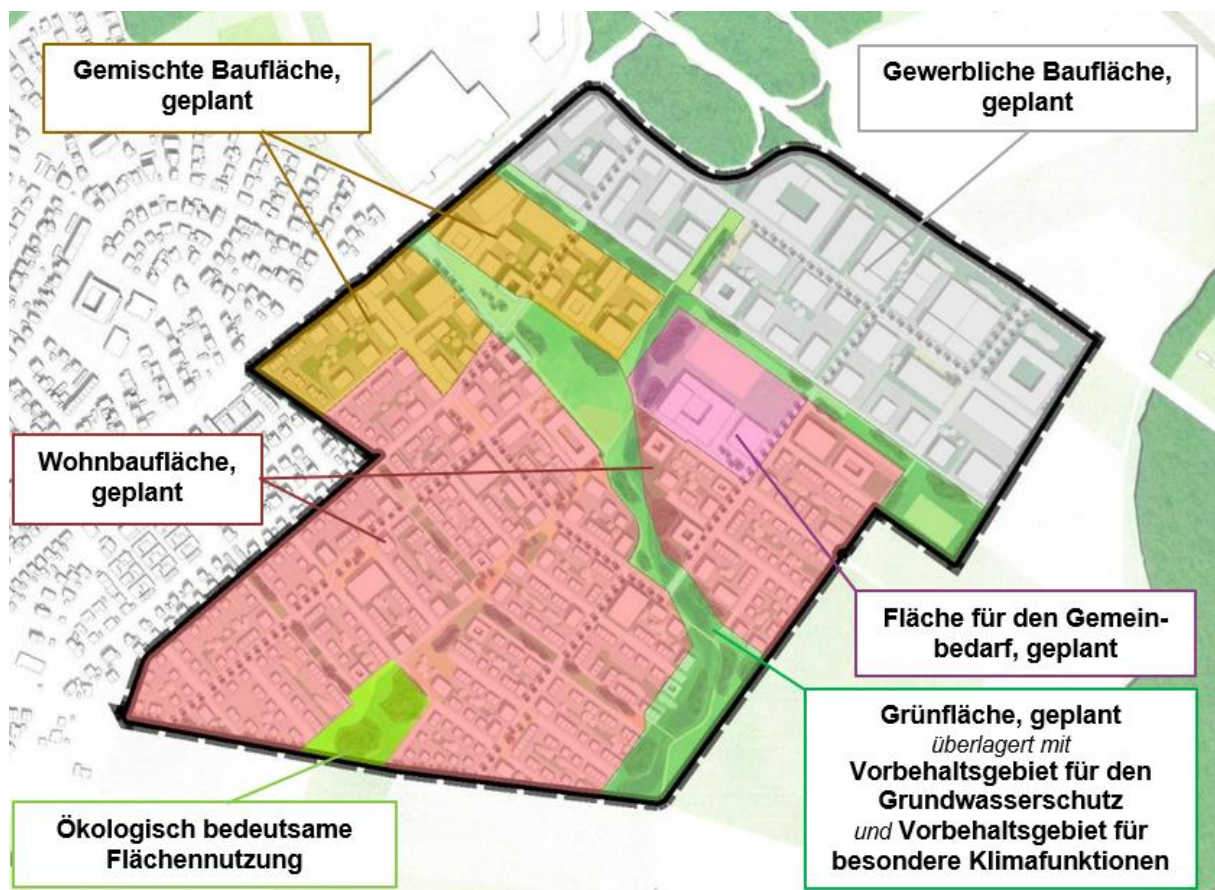 Gemischte Baufläche,
geplant
Gewerbliche Baufläche,
geplant
Wohnbaufläche,
geplant
Fläche für den Gemein-
bedarf, geplant
Grünfläche, geplant
überlagert mit
Vorbehaltsgebiet für den
Grundwasserschutz
und Vorbehaltsgebiet für
besondere Klimafunktionen
Ökologisch bedeutsame
Flächennutzung